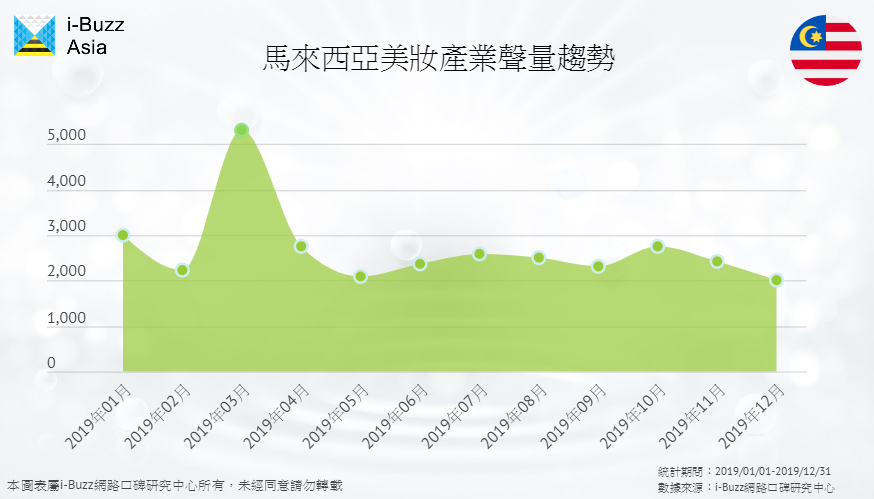 i-Buzz
Asia
馬來西亞美妝產業聲量趨勢
5,000
4,000
3,000
2,000
1,000
0
2019年01月
2019年02月
2019年03月
2019年04月
2019年05月
2019年06月
2019年07月
2019年08月
2019年09月
2019年10月
2019年11月
2019年12月
本圖表屬i-Buzz網路口碑研究中心所有，未經同意請勿轉載
統計期間：2019/01/01-2019/12/31
數據來源：i-Buzz網路口碑研究中心